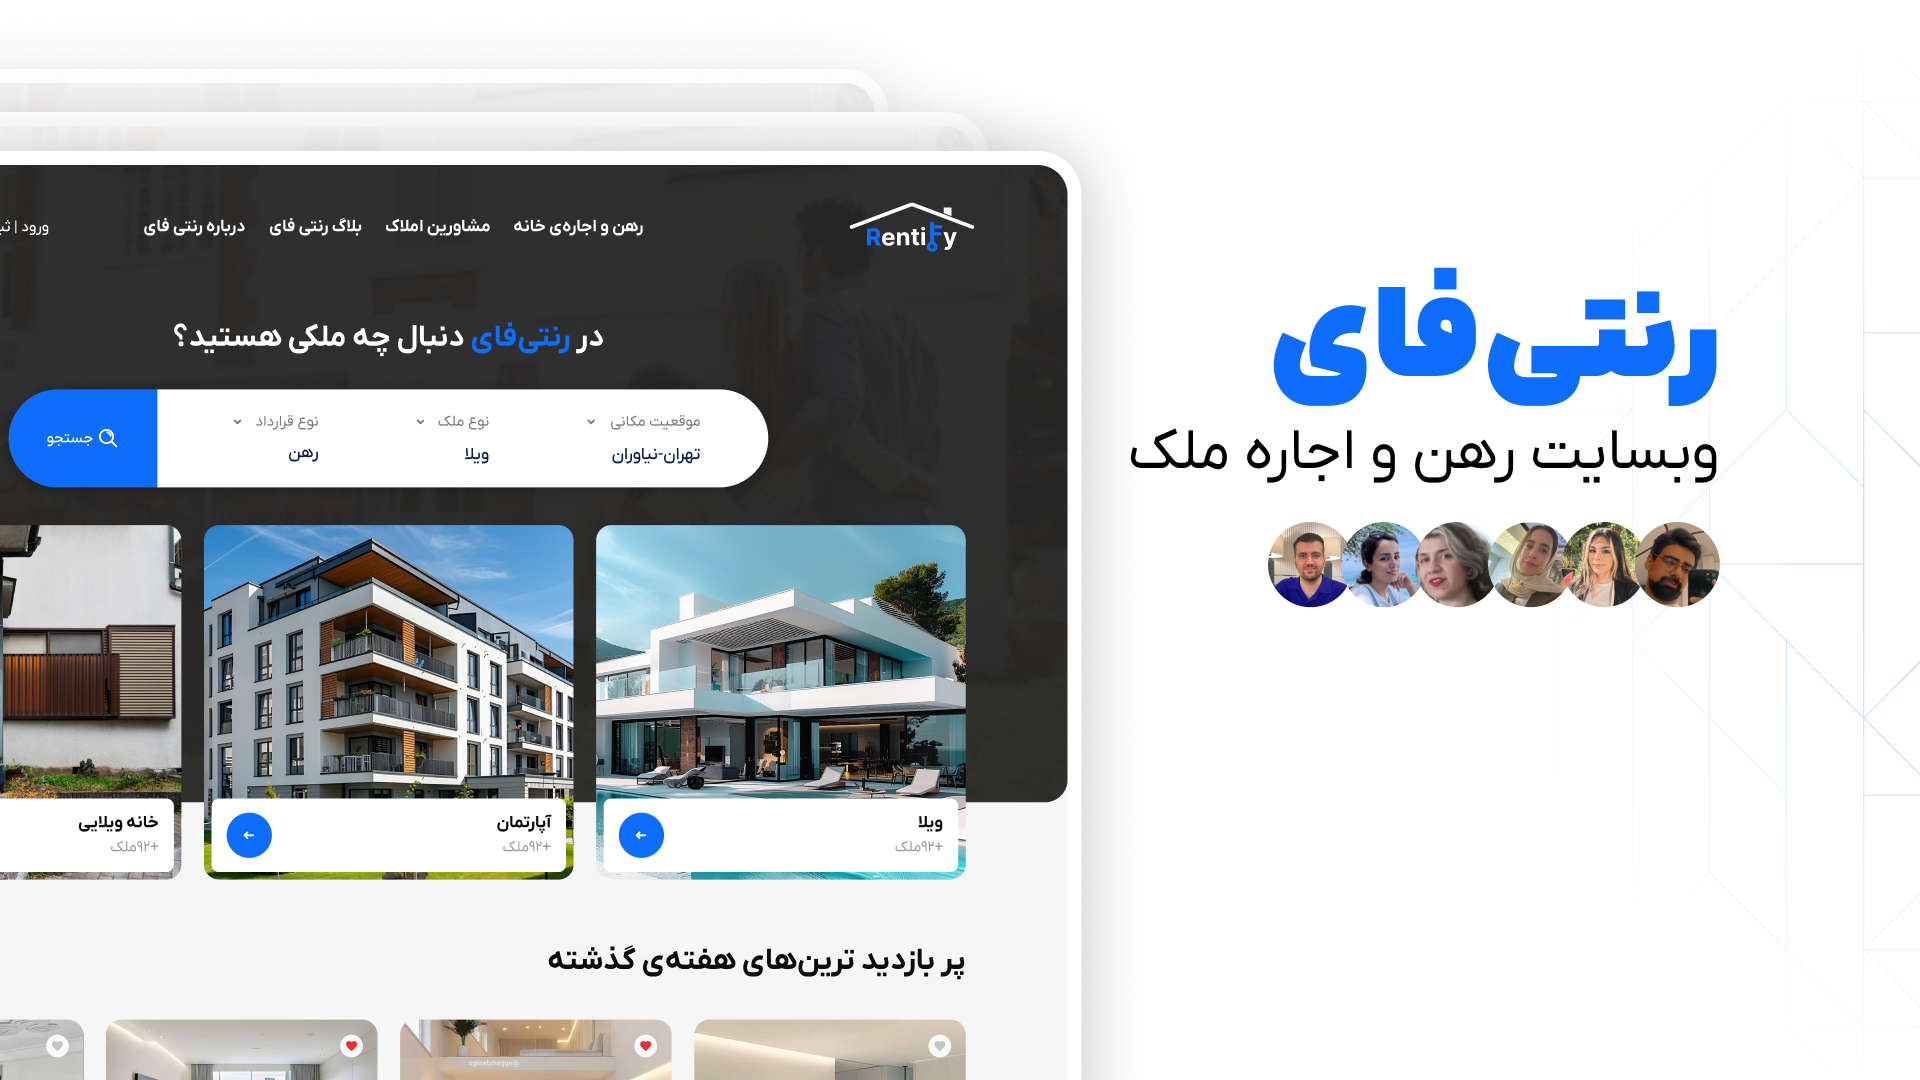 رنتی‌فای
وبسایت رهن و اجاره ملک
Rentify
رهن و اجاره‌ی خانه
مشاورین املاک
بلاگ رنتی فای
درباره رنتی فای
ورود |
در رنتی‌فای دنبال چه ملکی هستید؟
موقعیت مکانی
تهران-نیاوران
نوع ملک
ویلا
نوع قرارداد
رهن
جستجو
ویلا
+۹۲ملک
آپارتمان
+۹۲ملک
خانه ویلایی
+۹۲ملک
پر بازدید ترین‌های هفته‌ی گذشته